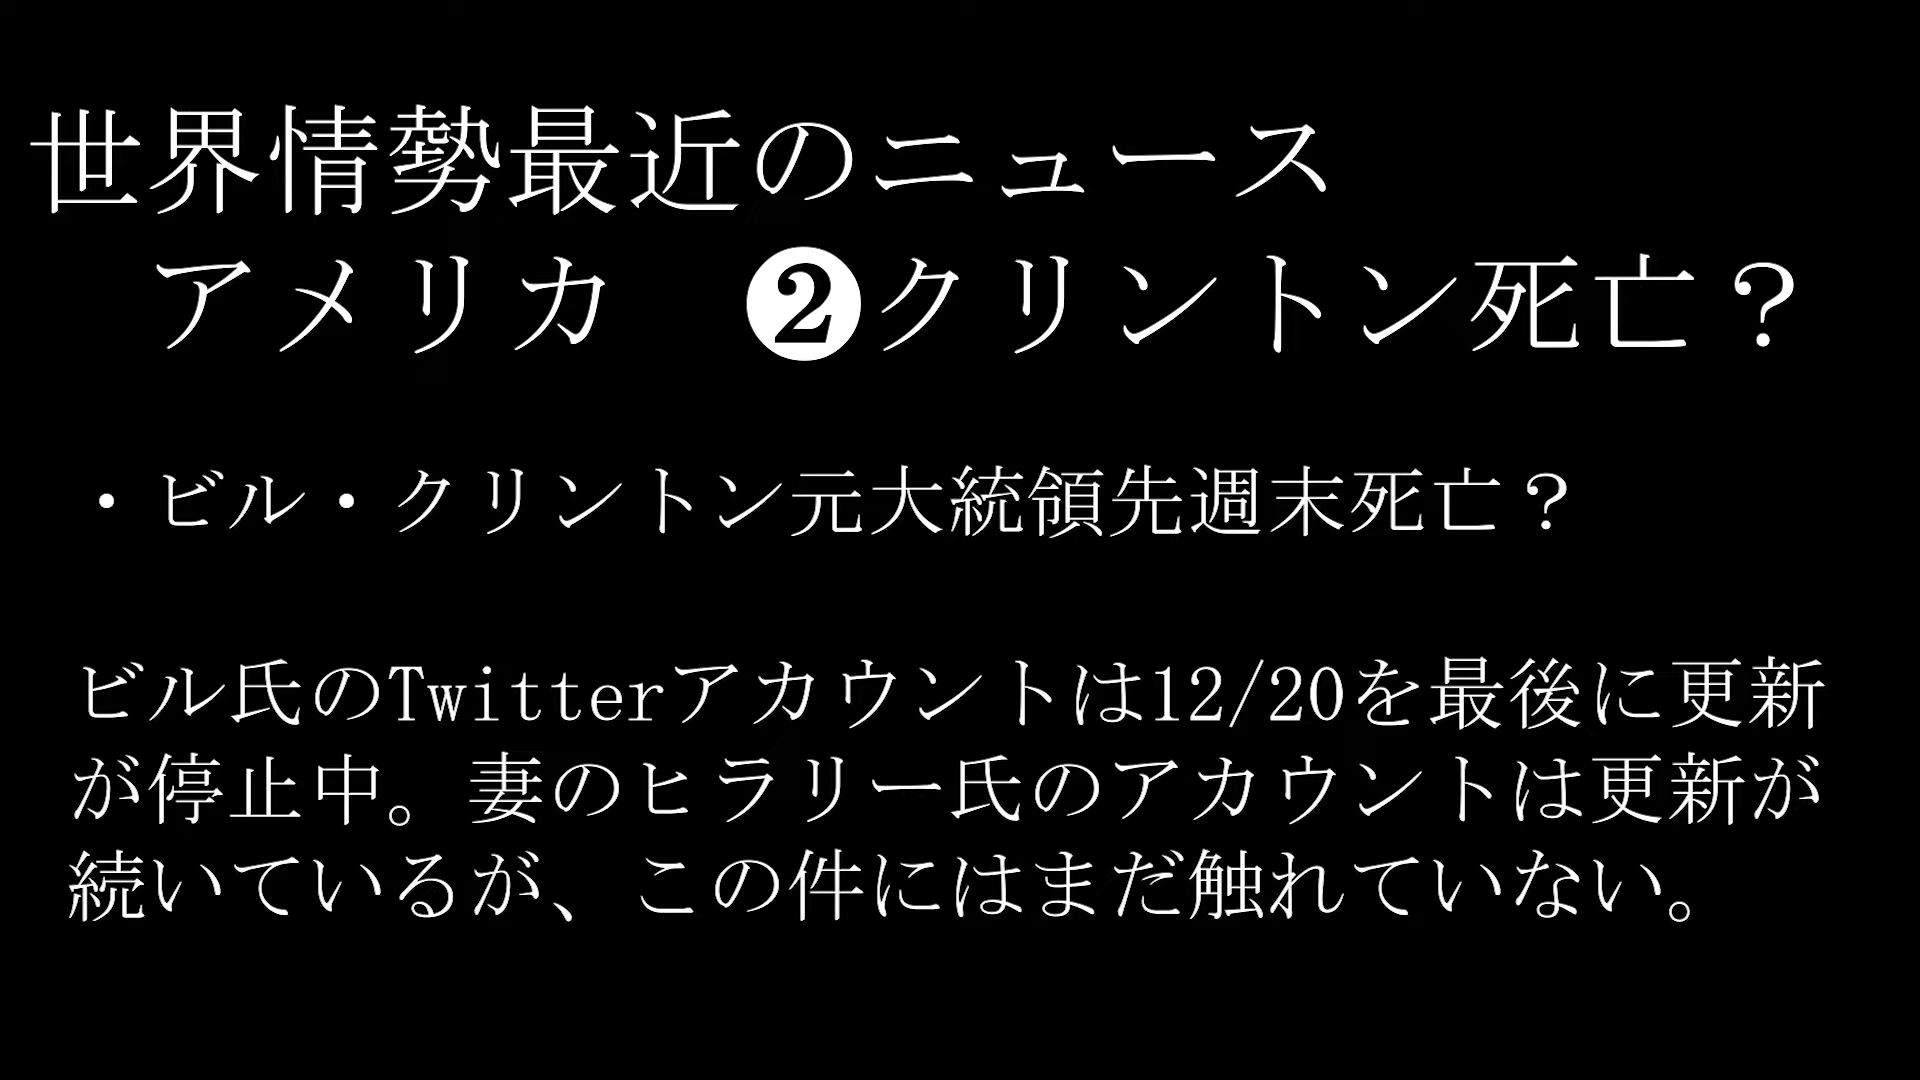 世界情勢最近のニュース
アメリカ　❷クリントン死亡？
・ビル・クリントン元大統領先週末死亡？
ビル氏のTwitterアカウントは12/20を最後に更新
が停止中。妻のヒラリー氏のアカウントは更新が
続いているが、この件にはまだ触れていない。